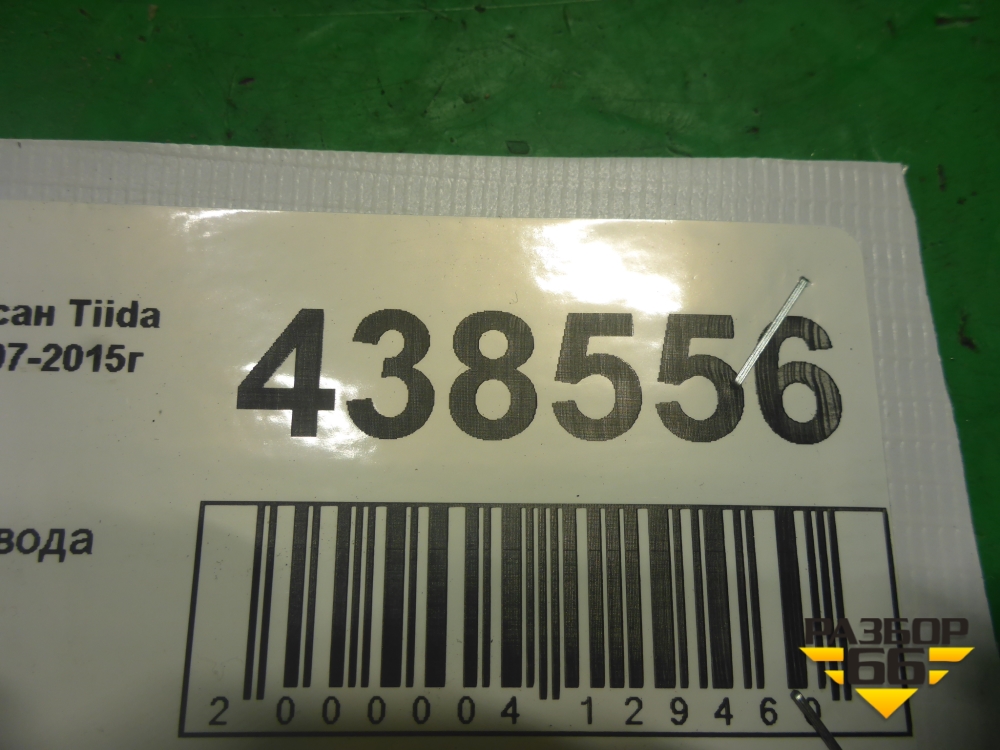 сан Tiida
07-2015г
438556
вода
2 000004 129460
РАЗБОР
66